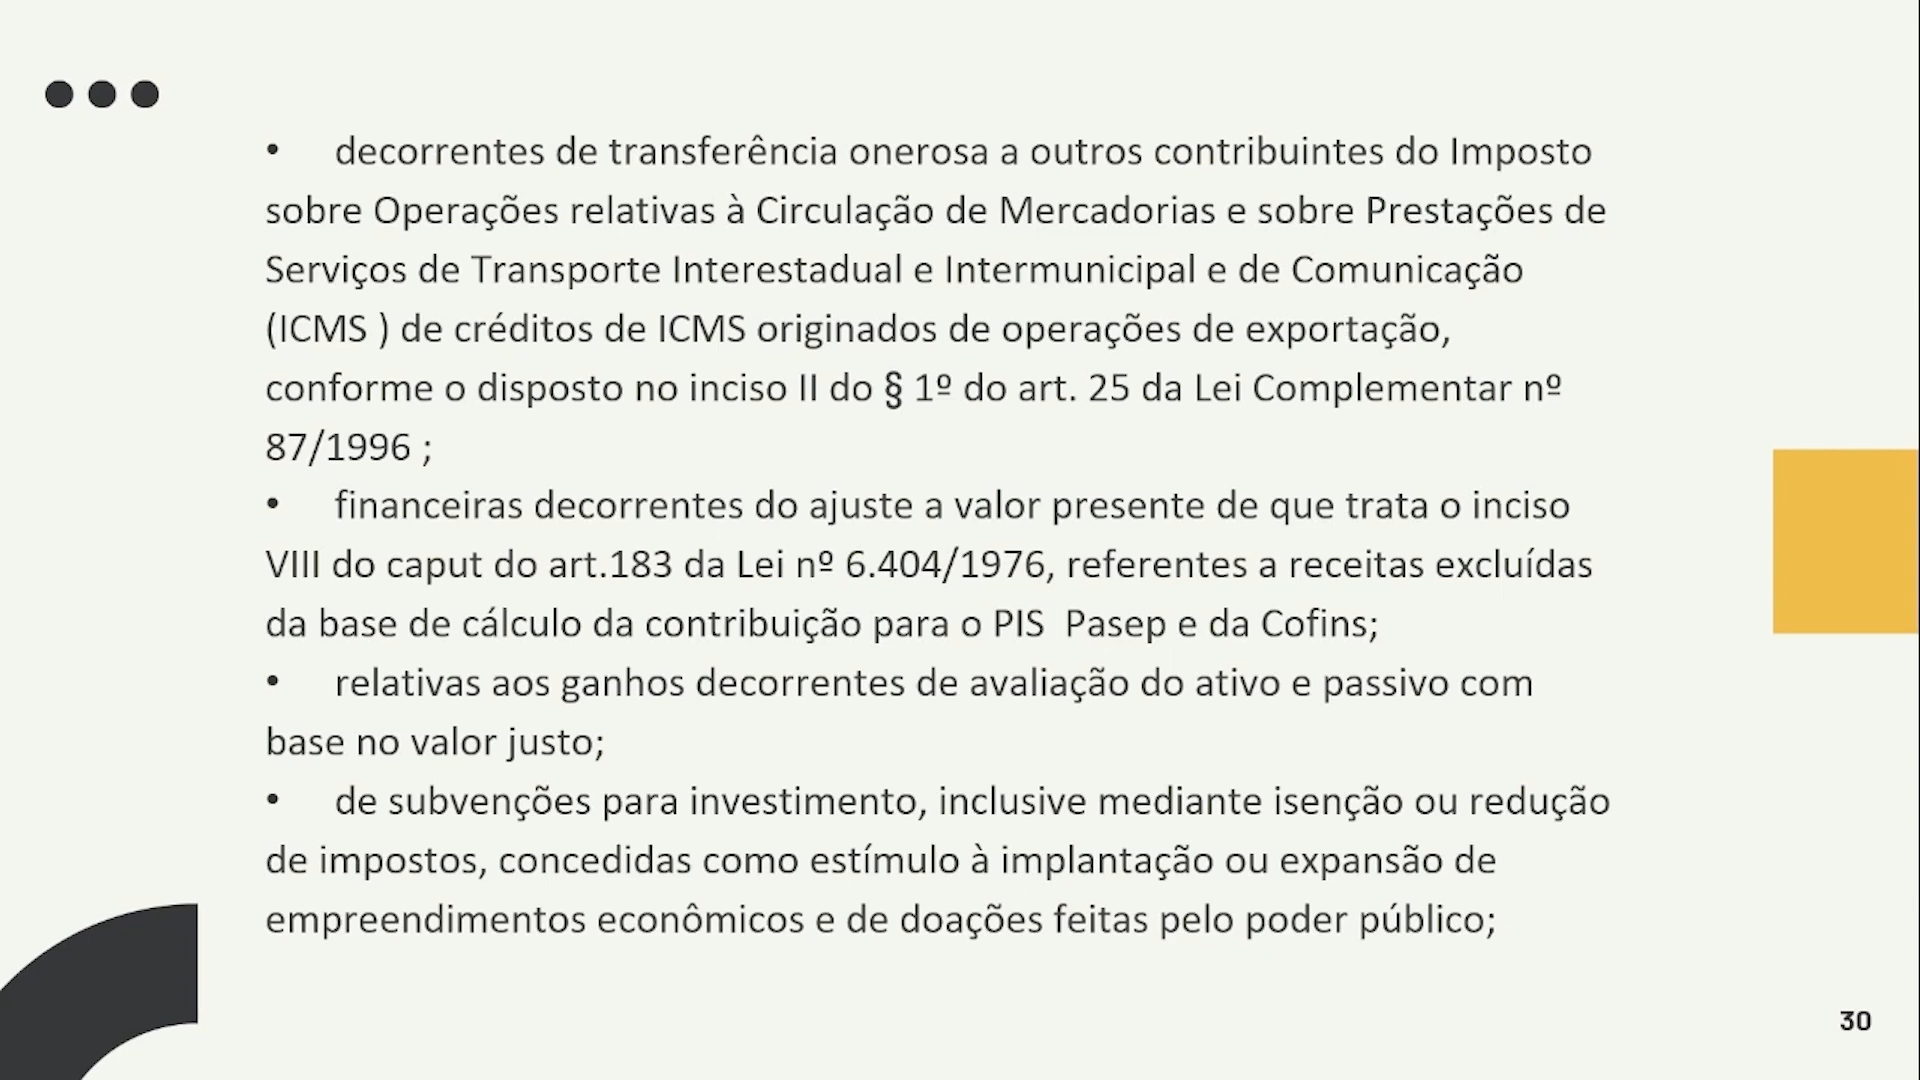 • decorrentes de transferência onerosa a outros contribuintes do Imposto
sobre Operações relativas à Circulação de Mercadorias e sobre Prestações de
Serviços de Transporte Interestadual e Intermunicipal e de Comunicação
(ICMS ) de créditos de ICMS originados de operações de exportação,
conforme o disposto no inciso II do § 1º do art. 25 da Lei Complementar nº
87/1996 ;
• financeiras decorrentes do ajuste a valor presente de que trata o inciso
VIII do caput do art.183 da Lei nº 6.404/1976, referentes a receitas excluídas
da base de cálculo da contribuição para o PIS  Pasep e da Cofins;
• relativas aos ganhos decorrentes de avaliação do ativo e passivo com
base no valor justo;
• de subvenções para investimento, inclusive mediante isenção ou redução
de impostos, concedidas como estímulo à implantação ou expansão de
empreendimentos econômicos e de doações feitas pelo poder público;
30